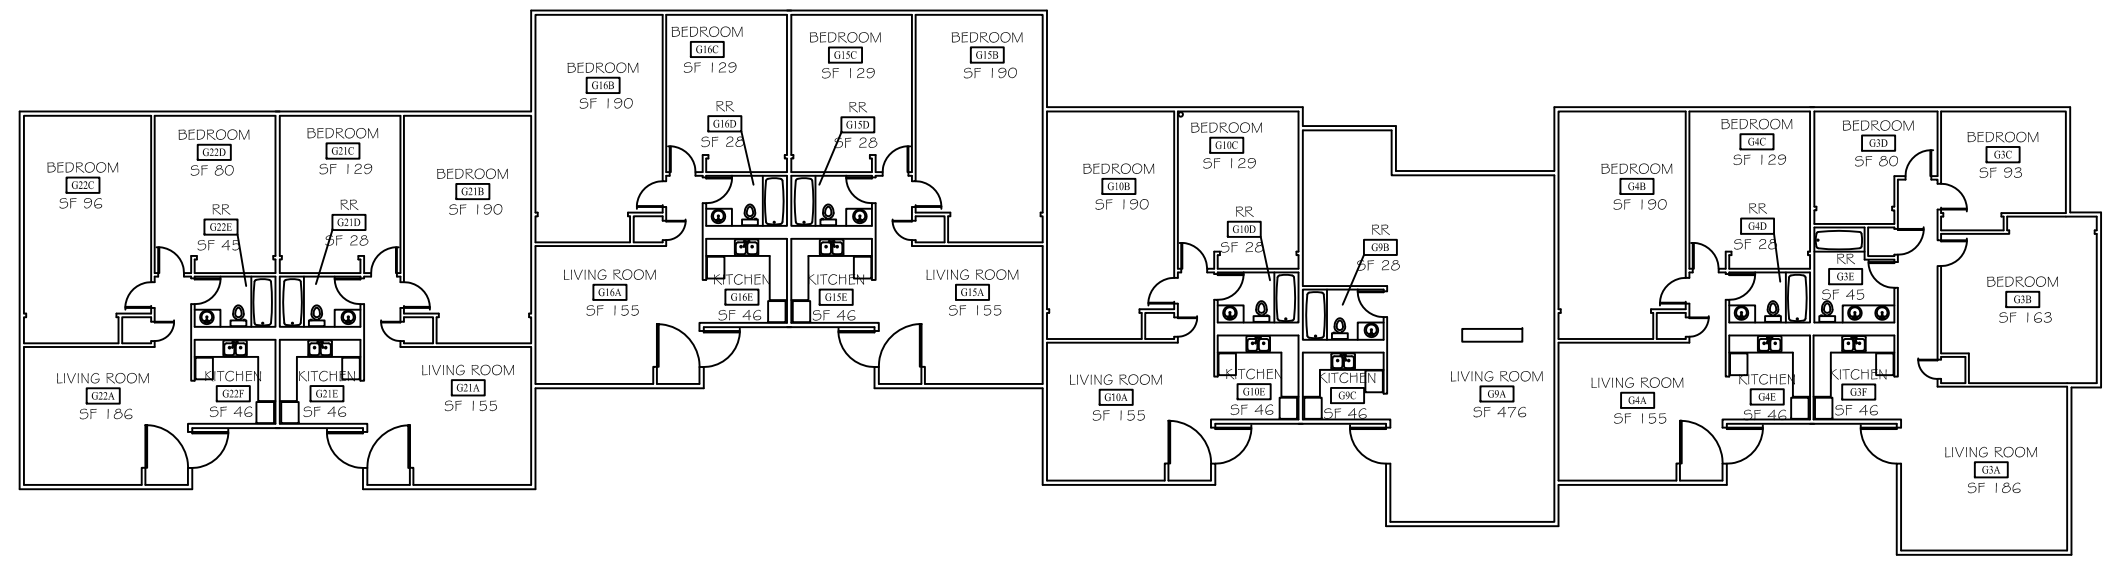 BEDROOM
G22C
SF 96
BEDROOM
G22D
SF 80
RR
G22E
SF 45
KITCHEN
G22F
SF 46
LIVING ROOM
G22A
SF 186
BEDROOM
G21C
SF 129
RR
G21D
SF 28
BEDROOM
G21B
SF 190
KITCHEN
G21E
SF 46
LIVING ROOM
G21A
SF 155
BEDROOM
G16B
SF 190
BEDROOM
G16C
SF 129
RR
G16D
SF 28
LIVING ROOM
G16A
SF 155
KITCHEN
G16E
SF 46
BEDROOM
G15C
SF 129
RR
G15D
SF 28
BEDROOM
G15B
SF 190
KITCHEN
G15E
SF 46
LIVING ROOM
G15A
SF 155
BEDROOM
G10B
SF 190
BEDROOM
G10C
SF 129
RR
G10D
SF 28
LIVING ROOM
G10A
SF 155
KITCHEN
G10E
SF 46
RR
G9B
SF 28
KITCHEN
G9C
SF 46
LIVING ROOM
G9A
SF 476
BEDROOM
G4B
SF 190
BEDROOM
G4C
SF 129
RR
G4D
SF 28
LIVING ROOM
G4A
SF 155
KITCHEN
G4E
SF 46
BEDROOM
G3D
SF 80
BEDROOM
G3C
SF 93
RR
G3E
SF 45
BEDROOM
G3B
SF 163
KITCHEN
G3F
SF 46
LIVING ROOM
G3A
SF 186